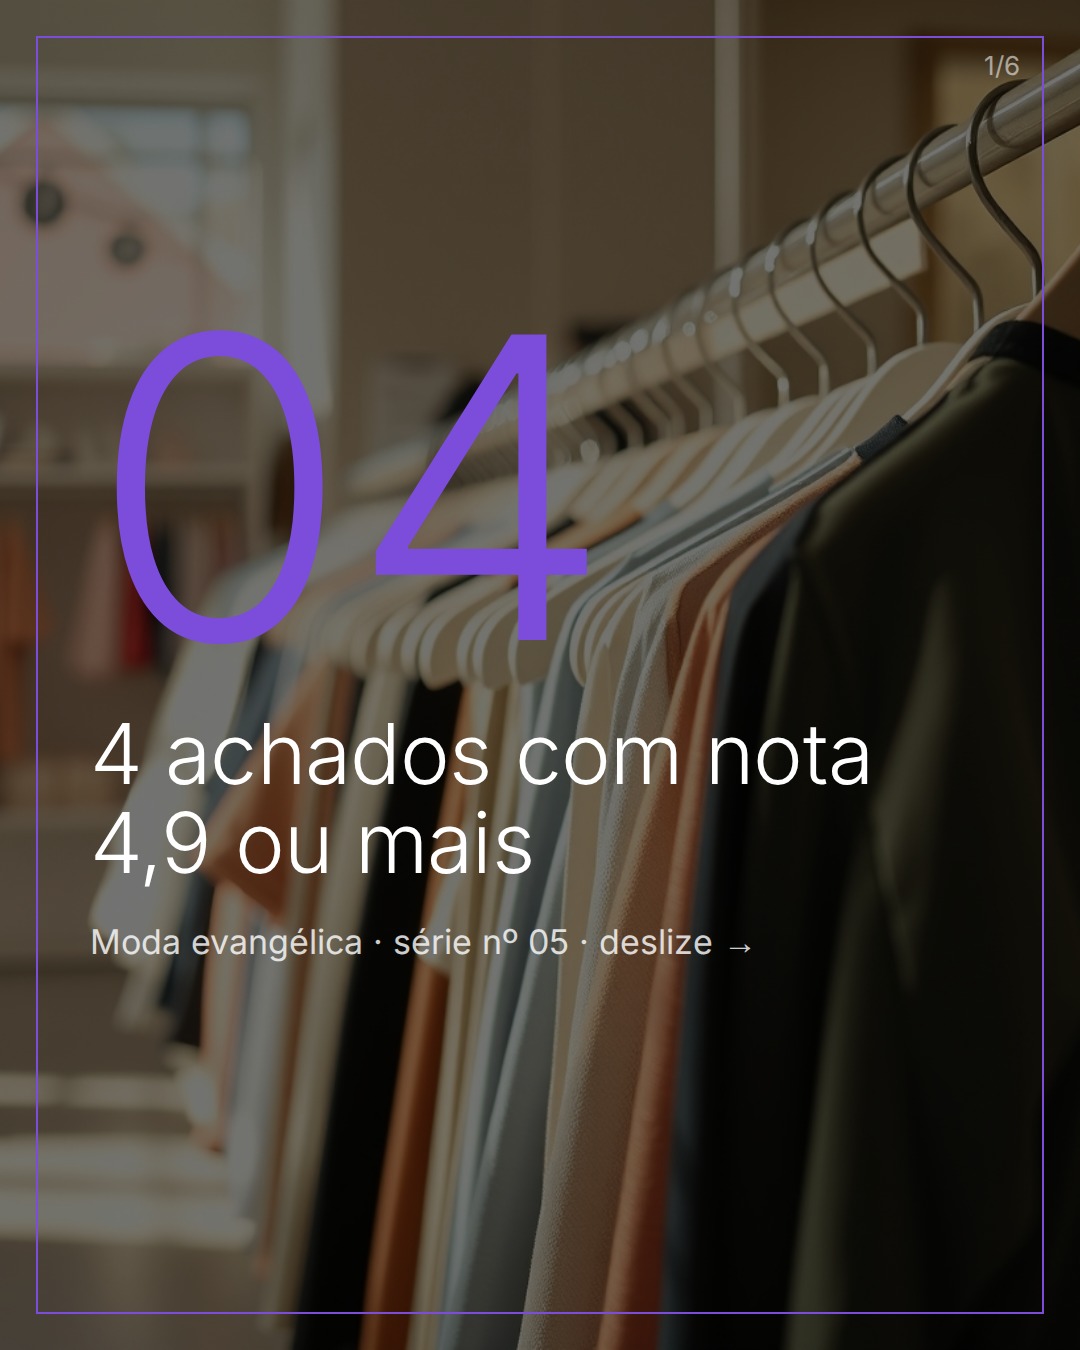 1/6
04
4 achados com nota
4,9 ou mais
Moda evangélica · série nº 05 · deslize →